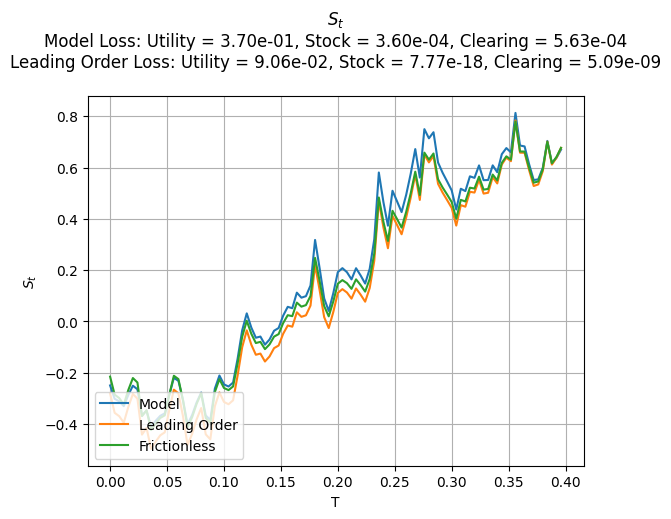 S_t
Model Loss: Utility = 3.70e-01, Stock = 3.60e-04, Clearing = 5.63e-04
Leading Order Loss: Utility = 9.06e-02, Stock = 7.77e-18, Clearing = 5.09e-09
0.8
0.6
0.4
0.2
0.0
−0.2
−0.4
S_t
Model
Leading Order
Frictionless
0.00 0.05 0.10 0.15 0.20 0.25 0.30 0.35 0.40
T